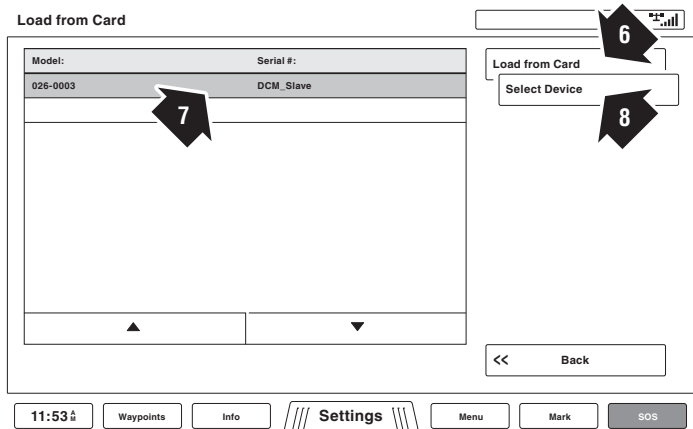 Load from Card
6
Model: Serial #:
Load from Card
026-0003 DCM_Slave
Select Device
7
8
▲ ▼
<< Back
11:53 AM Waypoints Info Settings Menu Mark SOS